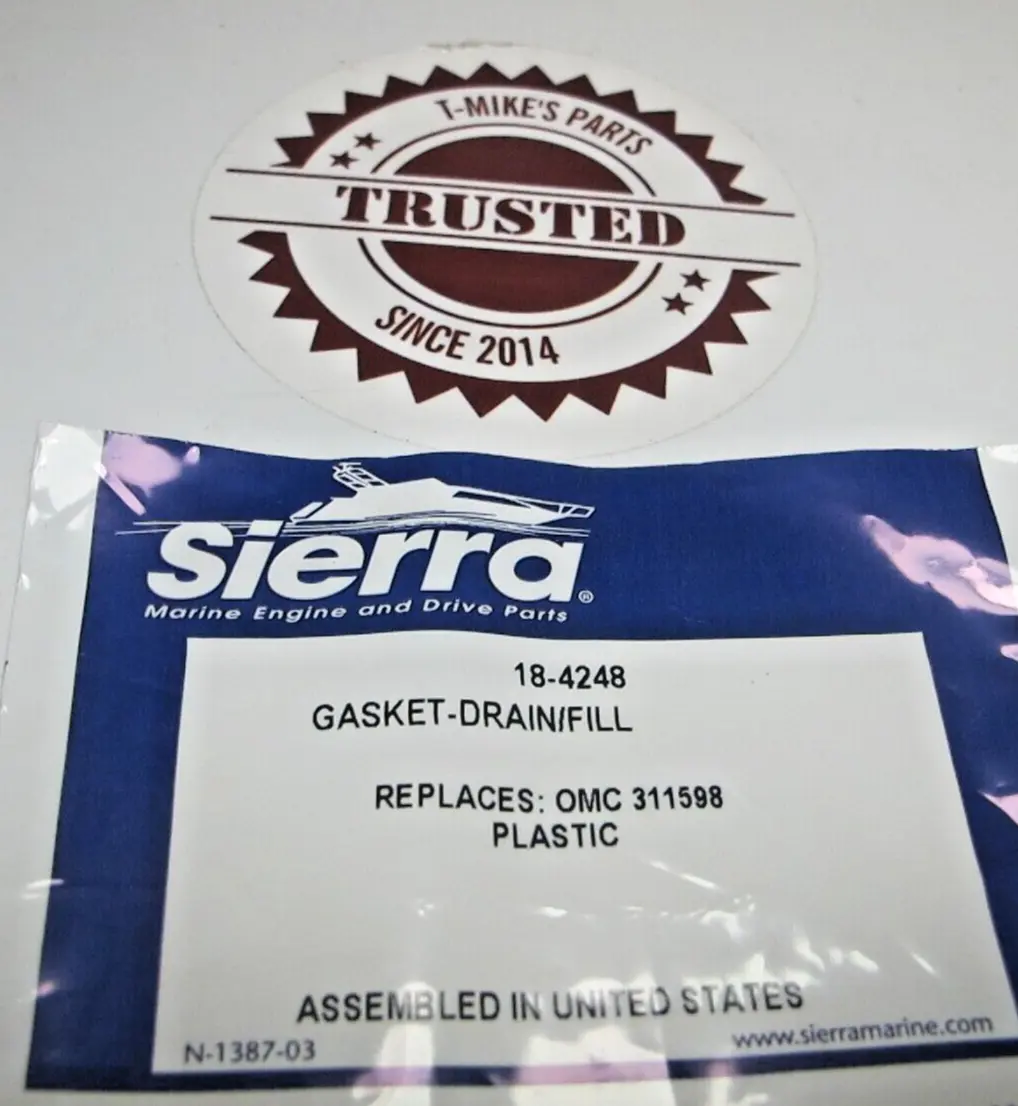 T-MIKE'S PARTS
TRUSTED
SINCE 2014
Sierra®
Marine Engine and Drive Parts
18-4248
GASKET-DRAIN/FILL
REPLACES: OMC 311598
PLASTIC
ASSEMBLED IN UNITED STATES
N-1387-03
www.sierramarine.com